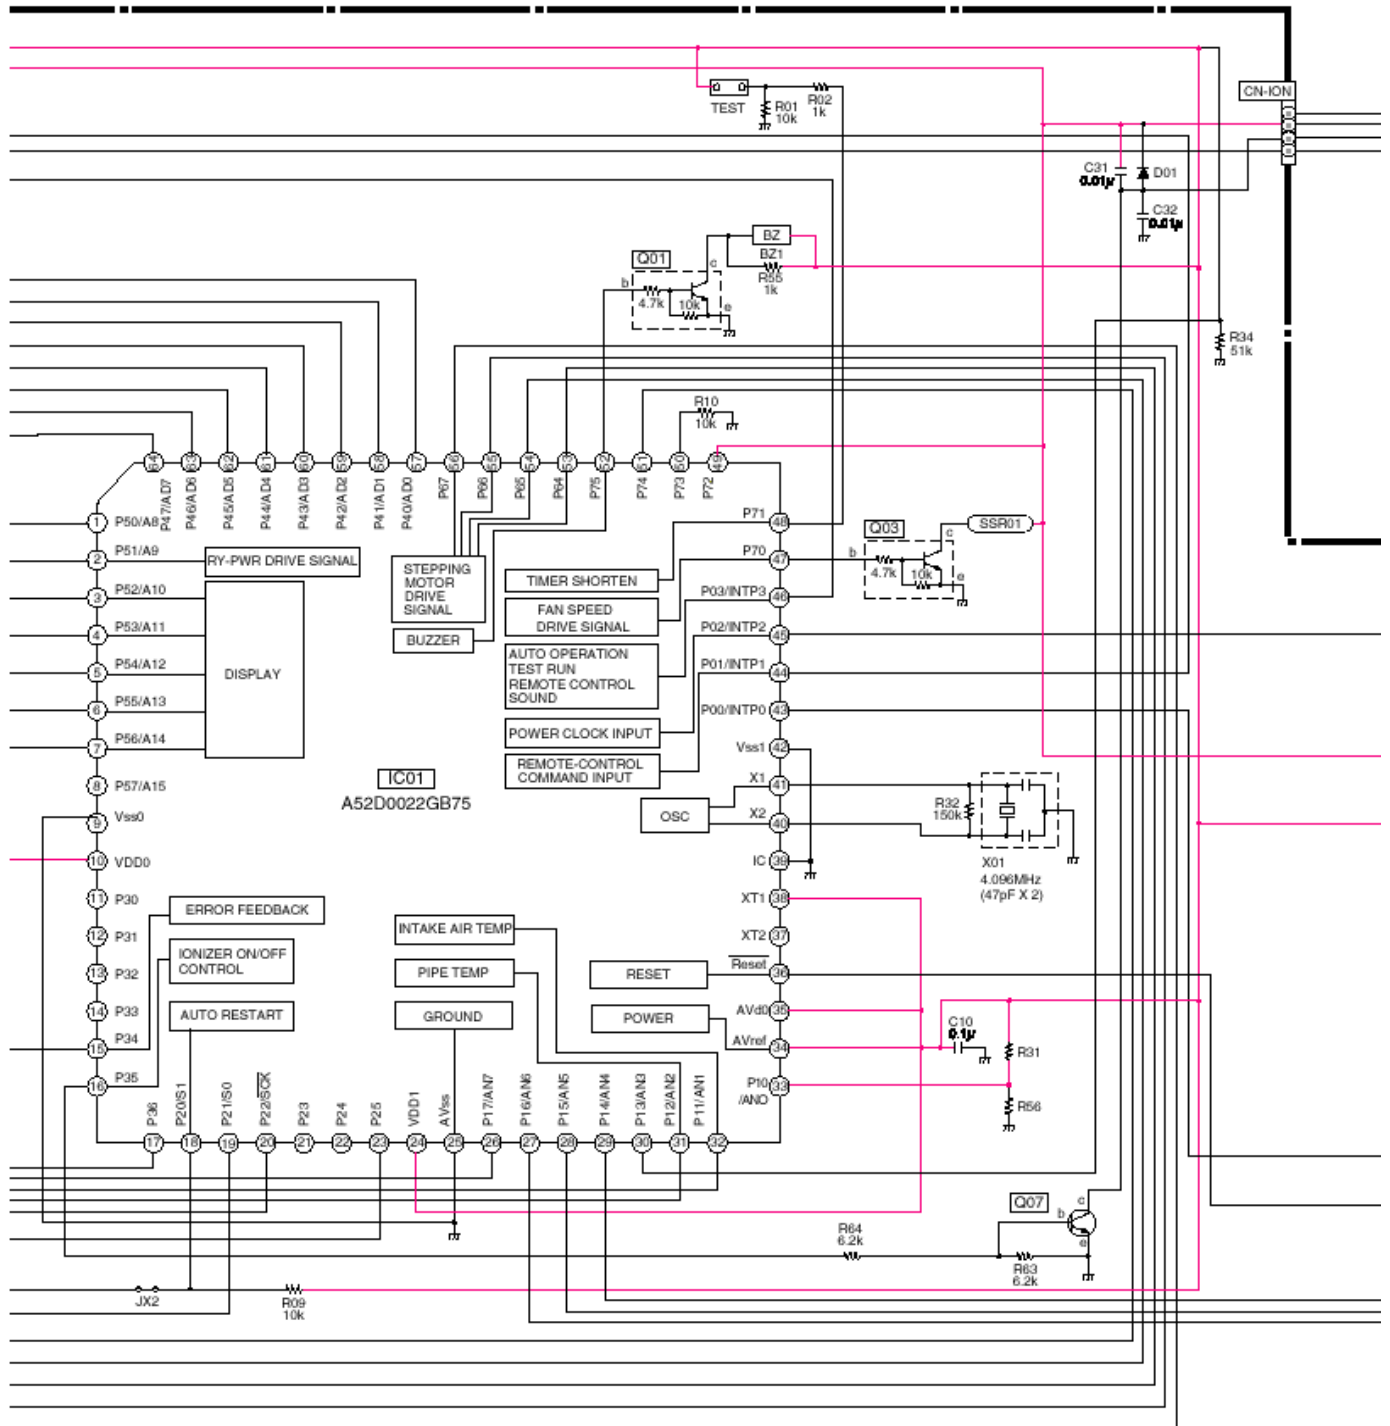 CN-ION
TEST
R01
10k
R02
1k
C31
0.01µ
D01
C32
0.01µ
BZ
BZ1
R55
1k
Q01
b
c
e
4.7k
10k
R34
51k
R10
10k
64
63
62
61
60
59
58
57
56
55
54
53
52
51
50
49
P47/AD7
P46/AD6
P45/AD5
P44/AD4
P43/AD3
P42/AD2
P41/AD1
P40/AD0
P67
P66
P65
P64
P75
P74
P73
P72
1 P50/A8
2 P51/A9
3 P52/A10
4 P53/A11
5 P54/A12
6 P55/A13
7 P56/A14
8 P57/A15
9 Vss0
10 VDD0
11 P30
12 P31
13 P32
14 P33
15 P34
16 P35
RY-PWR DRIVE SIGNAL
DISPLAY
STEPPING
MOTOR
DRIVE
SIGNAL
BUZZER
TIMER SHORTEN
FAN SPEED
DRIVE SIGNAL
AUTO OPERATION
TEST RUN
REMOTE CONTROL
SOUND
POWER CLOCK INPUT
REMOTE-CONTROL
COMMAND INPUT
OSC
IC01
A52D0022GB75
P71 48
P70 47
P03/INTP3 46
P02/INTP2 45
P01/INTP1 44
P00/INTP0 43
Vss1 42
X1 41
X2 40
IC 39
XT1 38
XT2 37
Reset 36
AVd0 35
AVref 34
P10
/ANO
33
Q03
b
c
e
4.7k
10k
SSR01
R32
150k
X01
4.096MHz
(47pF X 2)
ERROR FEEDBACK
IONIZER ON/OFF
CONTROL
AUTO RESTART
INTAKE AIR TEMP
PIPE TEMP
GROUND
RESET
POWER
C10
0.1µ
R31
R56
P36
P20/S1
P21/S0
P22/SCK
P23
P24
P25
VDD1
AVss
P17/AN7
P16/AN6
P15/AN5
P14/AN4
P13/AN3
P12/AN2
P11/AN1
17
18
19
20
21
22
23
24
25
26
27
28
29
30
31
32
Q07
b
c
e
R64
6.2k
R63
6.2k
JX2
R09
10k